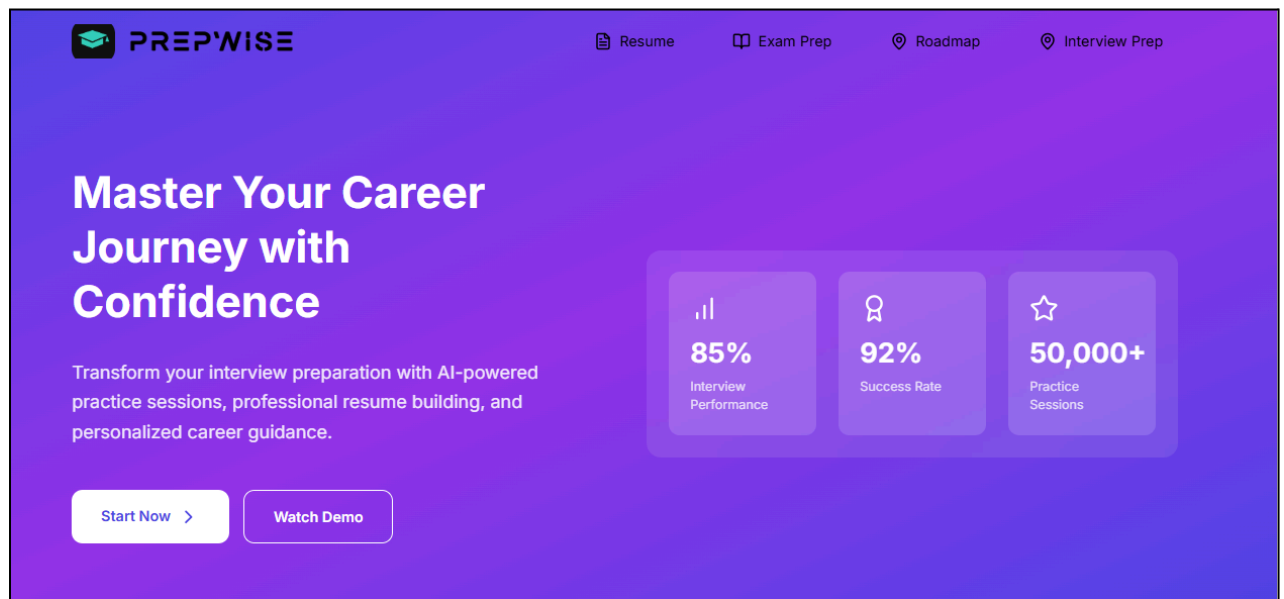 PREPWISE
Resume
Exam Prep
Roadmap
Interview Prep
Master Your Career
Journey with
Confidence
Transform your interview preparation with AI-powered
practice sessions, professional resume building, and
personalized career guidance.
Start Now
Watch Demo
85%
Interview
Performance
92%
Success Rate
50,000+
Practice
Sessions